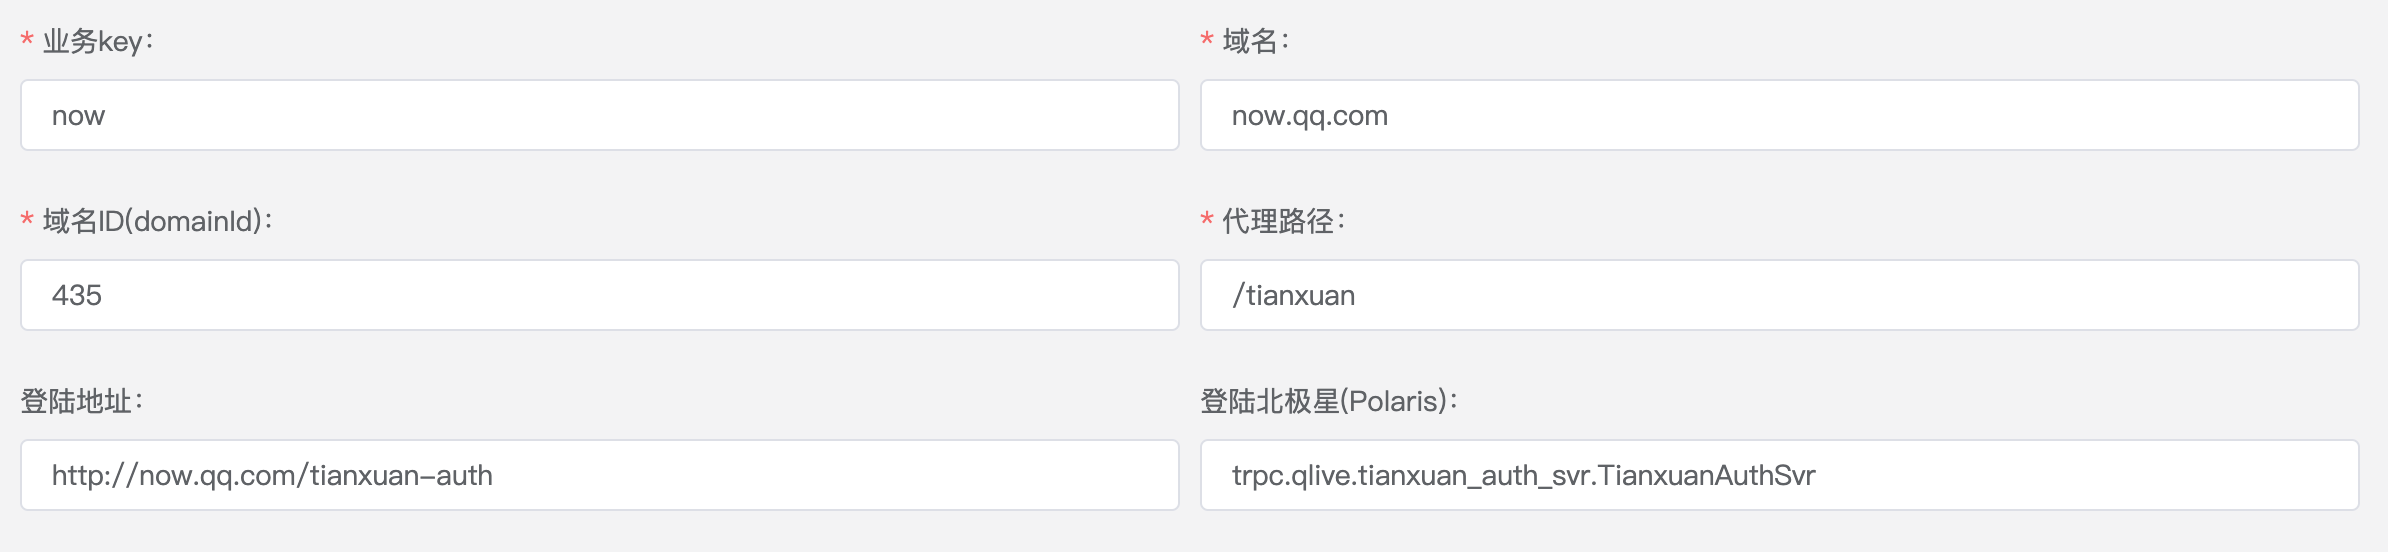 * 业务key：
* 域名：
now
now.qq.com
* 域名ID(domainId)：
* 代理路径：
435
/tianxuan
登陆地址：
登陆北极星(Polaris)：
http://now.qq.com/tianxuan-auth
trpc.qlive.tianxuan_auth_svr.TianxuanAuthSvr